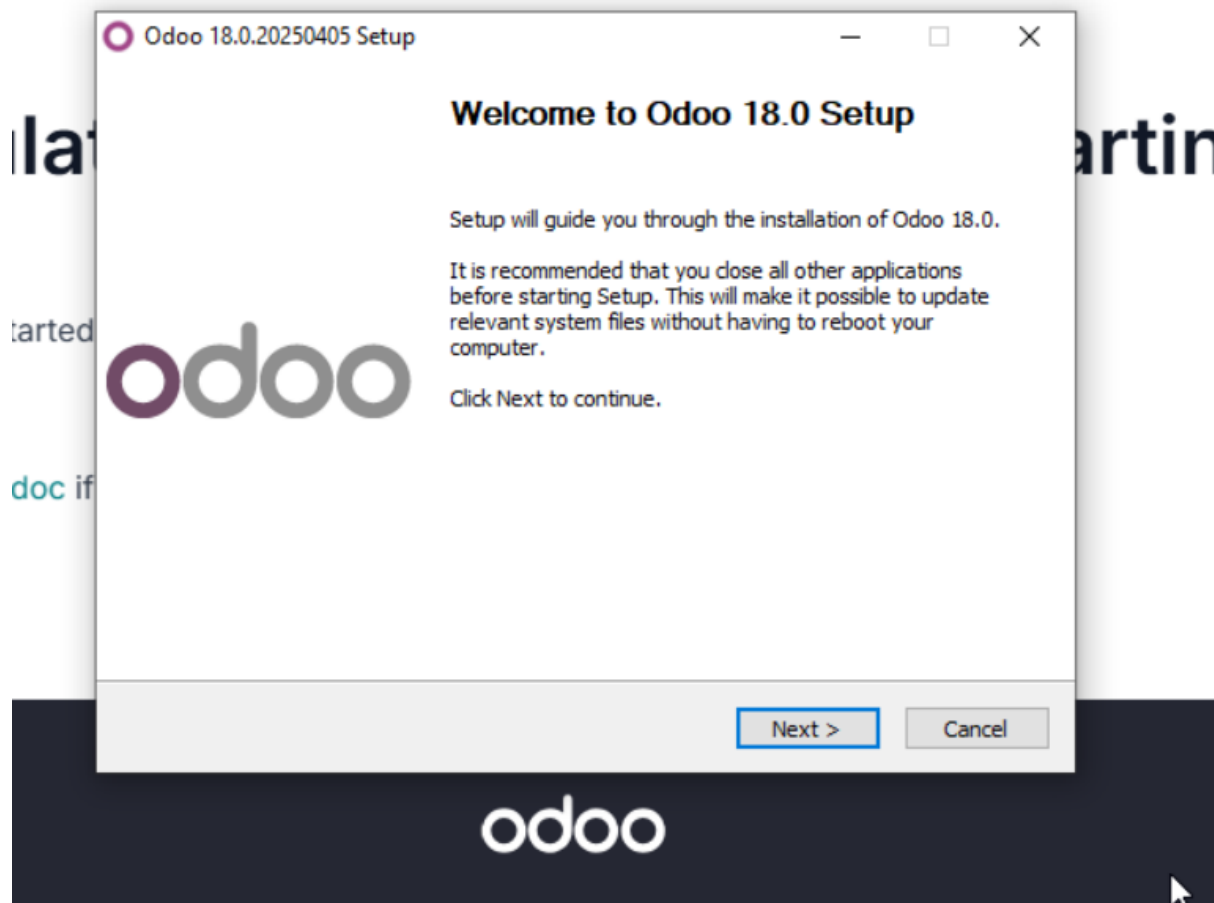 Odoo 18.0.20250405 Setup
Welcome to Odoo 18.0 Setup
Setup will guide you through the installation of Odoo 18.0.
It is recommended that you close all other applications
before starting Setup. This will make it possible to update
relevant system files without having to reboot your
computer.
Click Next to continue.
odoo
doc if
Next >
Cancel
odoo